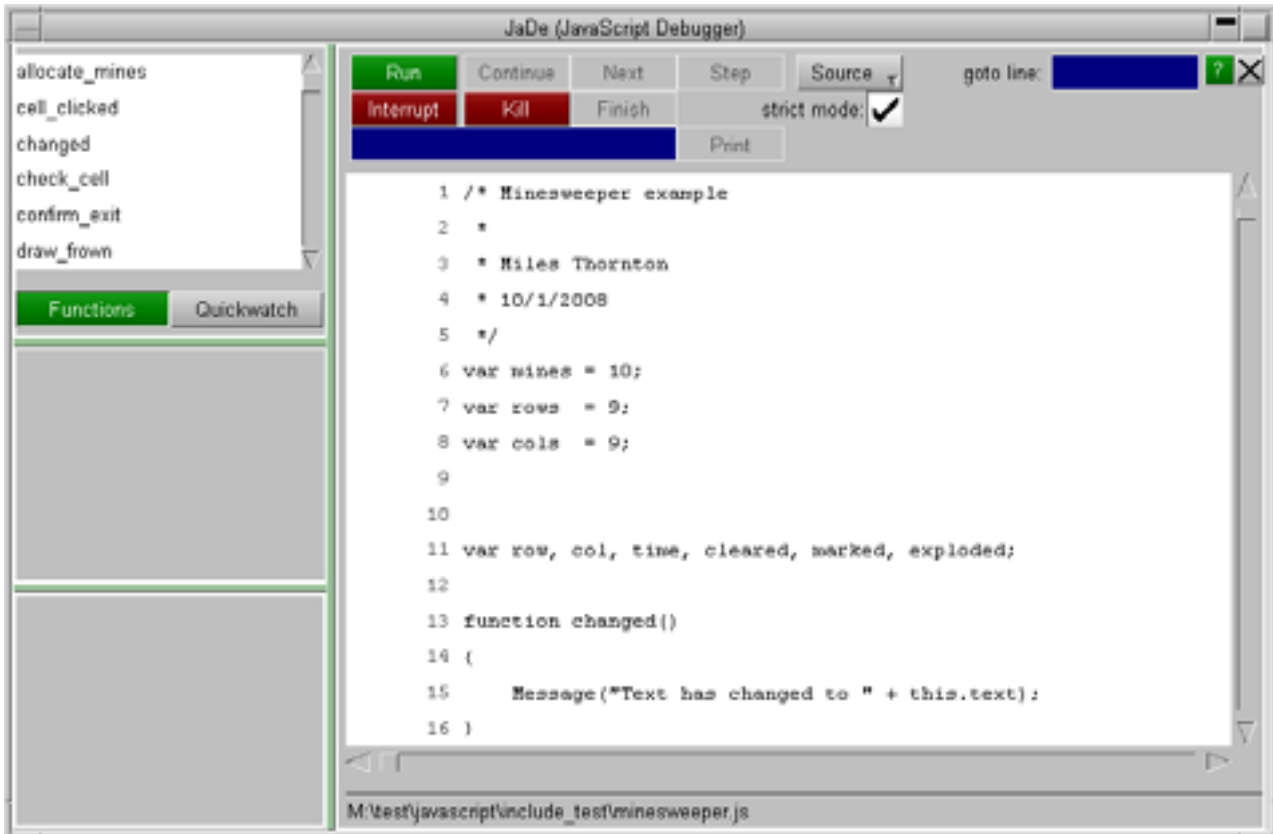 JaDe (JavaScript Debugger)
allocate_mines
cell_clicked
changed
check_cell
confirm_exit
draw_frown
Functions Quickwatch
Run Continue Next Step Source goto line: ?
Interrupt Kill Finish strict mode:
Print
1 /* Minesweeper example
2 *
3 * Miles Thornton
4 * 10/1/2008
5 */
6 var mines = 10;
7 var rows = 9;
8 var cols = 9;
9
10
11 var row, col, time, cleared, marked, exploded;
12
13 function changed()
14 {
15 Message("Text has changed to " + this.text);
16 }
M:\test\javascript\include_test\minesweeper.js